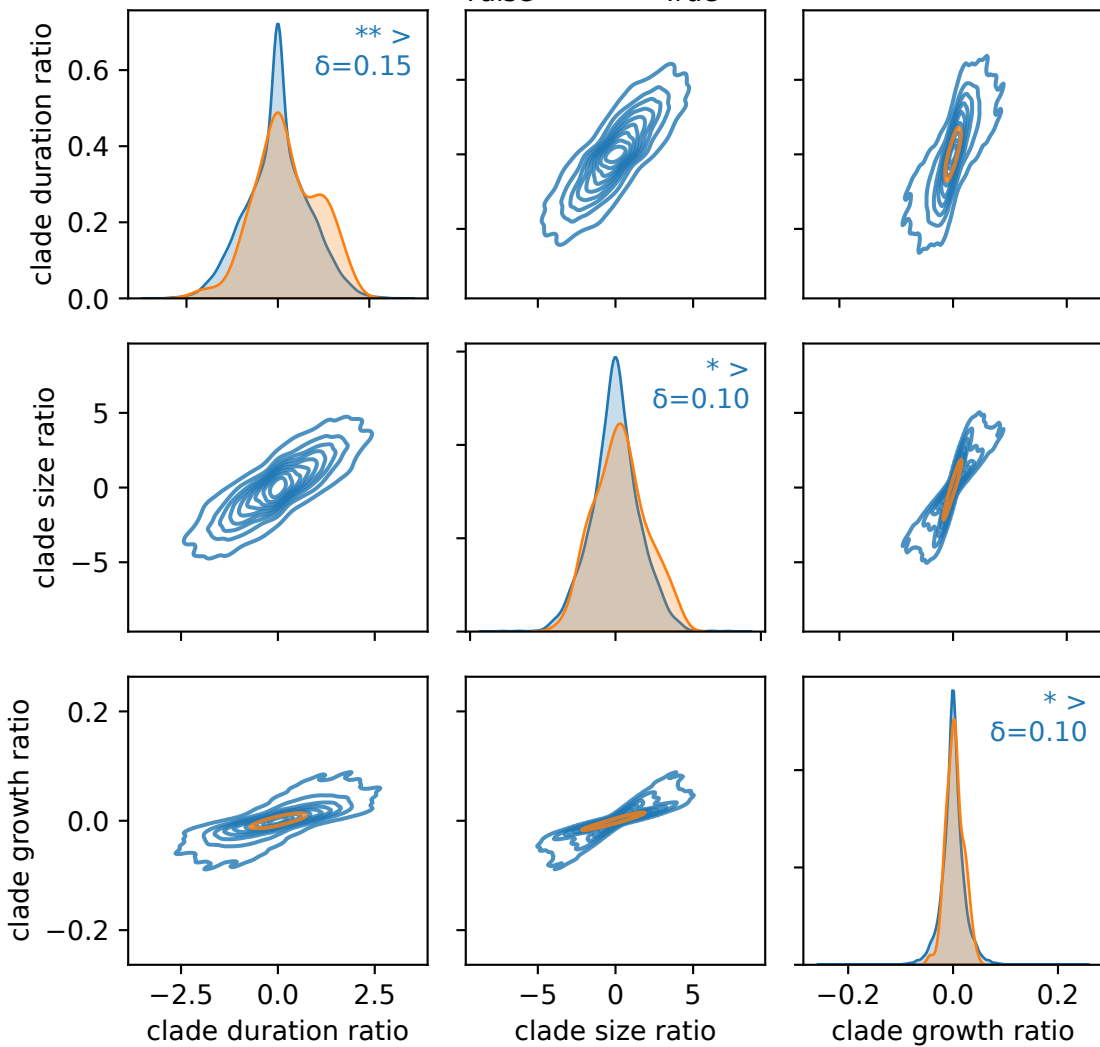 clade duration ratio
0.6
0.4
0.2
0.0
** >
δ=0.15
clade size ratio
5
0
−5
* >
δ=0.10
clade growth ratio
0.2
0.0
−0.2
* >
δ=0.10
−2.5 0.0 2.5
−5 0 5
−0.2 0.0 0.2
clade duration ratio
clade size ratio
clade growth ratio